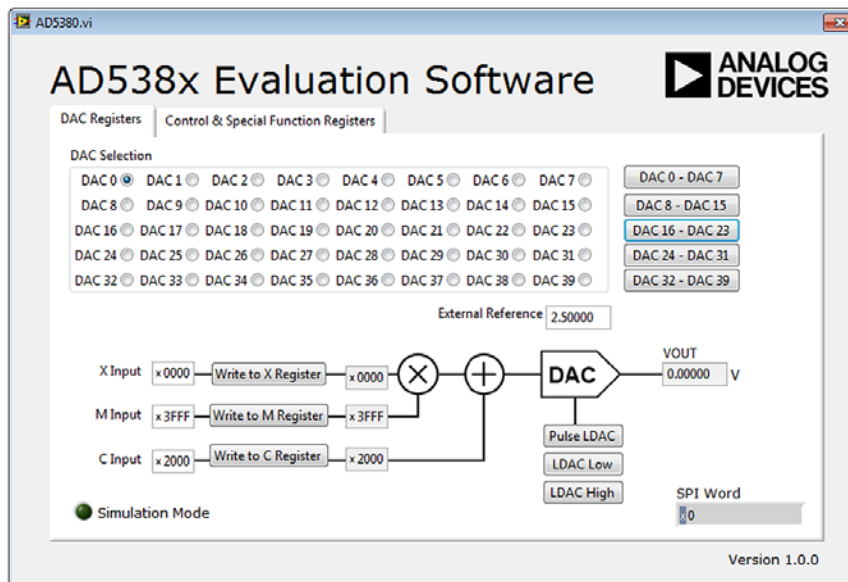 AD5380.vi
AD538x Evaluation Software
ANALOG
DEVICES
DAC Registers Control & Special Function Registers
DAC Selection
DAC 0 DAC 1 DAC 2 DAC 3 DAC 4 DAC 5 DAC 6 DAC 7 DAC 0 - DAC 7
DAC 8 DAC 9 DAC 10 DAC 11 DAC 12 DAC 13 DAC 14 DAC 15 DAC 8 - DAC 15
DAC 16 DAC 17 DAC 18 DAC 19 DAC 20 DAC 21 DAC 22 DAC 23 DAC 16 - DAC 23
DAC 24 DAC 25 DAC 26 DAC 27 DAC 28 DAC 29 DAC 30 DAC 31 DAC 24 - DAC 31
DAC 32 DAC 33 DAC 34 DAC 35 DAC 36 DAC 37 DAC 38 DAC 39 DAC 32 - DAC 39
External Reference 2.50000
VOUT
X Input x 0000 Write to X Register x 0000 DAC 0.00000 V
M Input x 3FFF Write to M Register x 3FFF
Pulse LDAC
C Input x 2000 Write to C Register x 2000
LDAC Low
LDAC High
SPI Word
Simulation Mode
x 0
Version 1.0.0